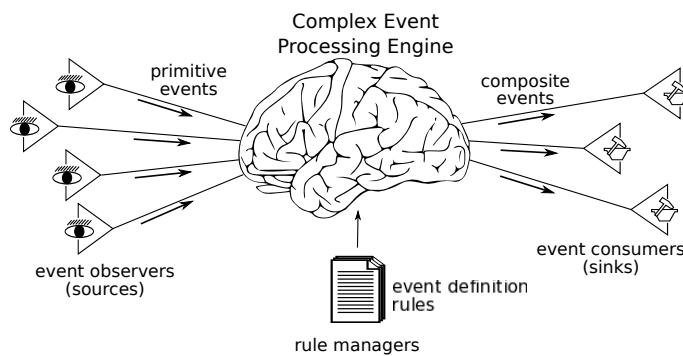 Complex Event
Processing Engine
primitive
events
composite
events
event observers
(sources)
event consumers
(sinks)
event definition
rules
rule managers